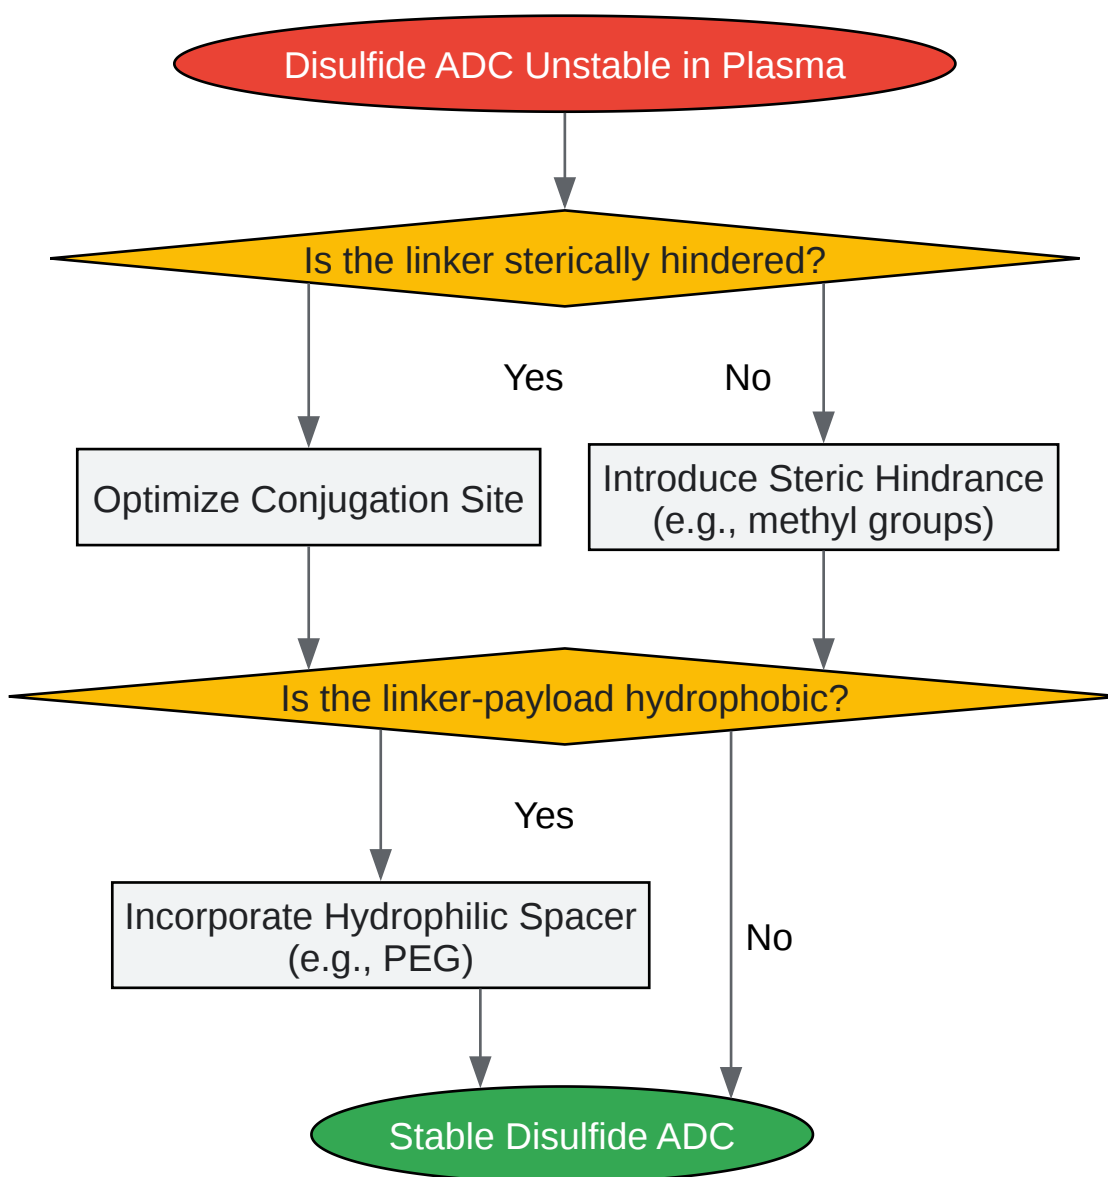 Disulfide ADC Unstable in Plasma
Is the linker sterically hindered?
Yes
No
Optimize Conjugation Site
Introduce Steric Hindrance
(e.g., methyl groups)
Is the linker-payload hydrophobic?
Yes
Incorporate Hydrophilic Spacer
(e.g., PEG)
No
Stable Disulfide ADC